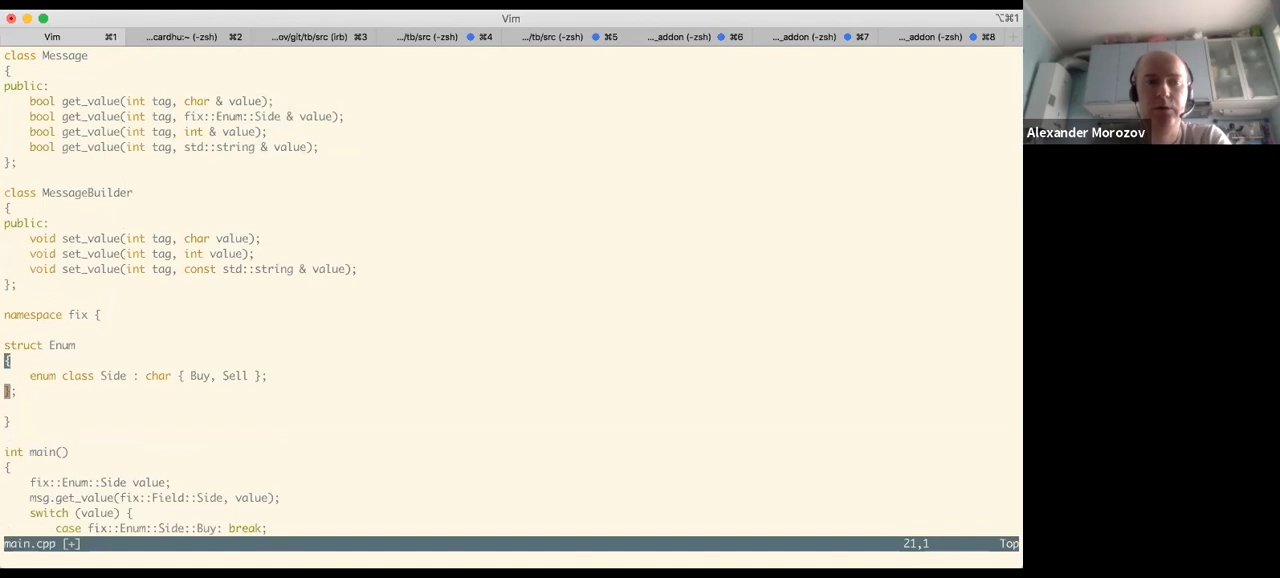 Vim
⌥⌘1
Vim ⌘1
...cardhu:~ (-zsh) ⌘2
...ov/git/tb/src (irb) ⌘3
.../tb/src (-zsh) ⌘4
.../tb/src (-zsh) ⌘5
..._addon (-zsh) ⌘6
..._addon (-zsh) ⌘7
..._addon (-zsh) ⌘8
class Message
{
public:
    bool get_value(int tag, char & value);
    bool get_value(int tag, fix::Enum::Side & value);
    bool get_value(int tag, int & value);
    bool get_value(int tag, std::string & value);
};
class MessageBuilder
{
public:
    void set_value(int tag, char value);
    void set_value(int tag, int value);
    void set_value(int tag, const std::string & value);
};
namespace fix {
struct Enum
{
    enum class Side : char { Buy, Sell };
};
}
int main()
{
    fix::Enum::Side value;
    msg.get_value(fix::Field::Side, value);
    switch (value) {
        case fix::Enum::Side::Buy: break;
main.cpp [+] 21,1 Top
Alexander Morozov